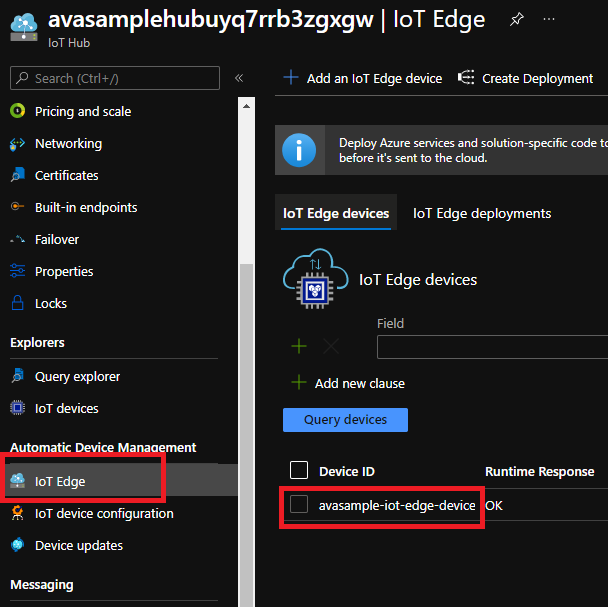 avasamplehubuyq7rrb3zgxgw | IoT Edge
IoT Hub
Search (Ctrl+/)
Pricing and scale
Networking
Certificates
Built-in endpoints
Failover
Properties
Locks
Explorers
Query explorer
IoT devices
Automatic Device Management
IoT Edge
IoT device configuration
Device updates
Messaging
Add an IoT Edge device
Create Deployment
Deploy Azure services and solution-specific code to
before it's sent to the cloud.
IoT Edge devices
IoT Edge deployments
IoT Edge devices
Field
Add new clause
Query devices
Device ID
Runtime Response
avasample-iot-edge-device
OK